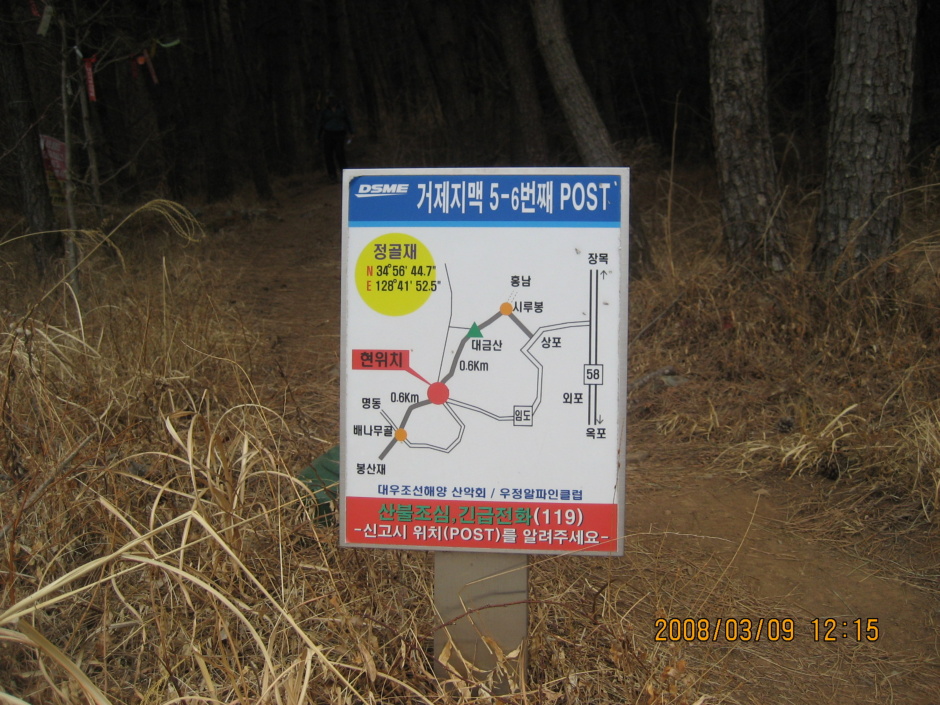 DSME 거제지맥 5-6번째 POST
정골재
N 34°56' 44.7"
E 128°41' 52.5"
장목
홍남
시루봉
대금산
상포
현위치
0.6Km
58
0.6Km
명동
외포
임도
배나무골
옥포
봉산재
대우조선해양 산악회 / 우정알파인클럽
산불조심,긴급전화(119)
-신고시 위치(POST)를 알려주세요-
2008/03/09 12:15